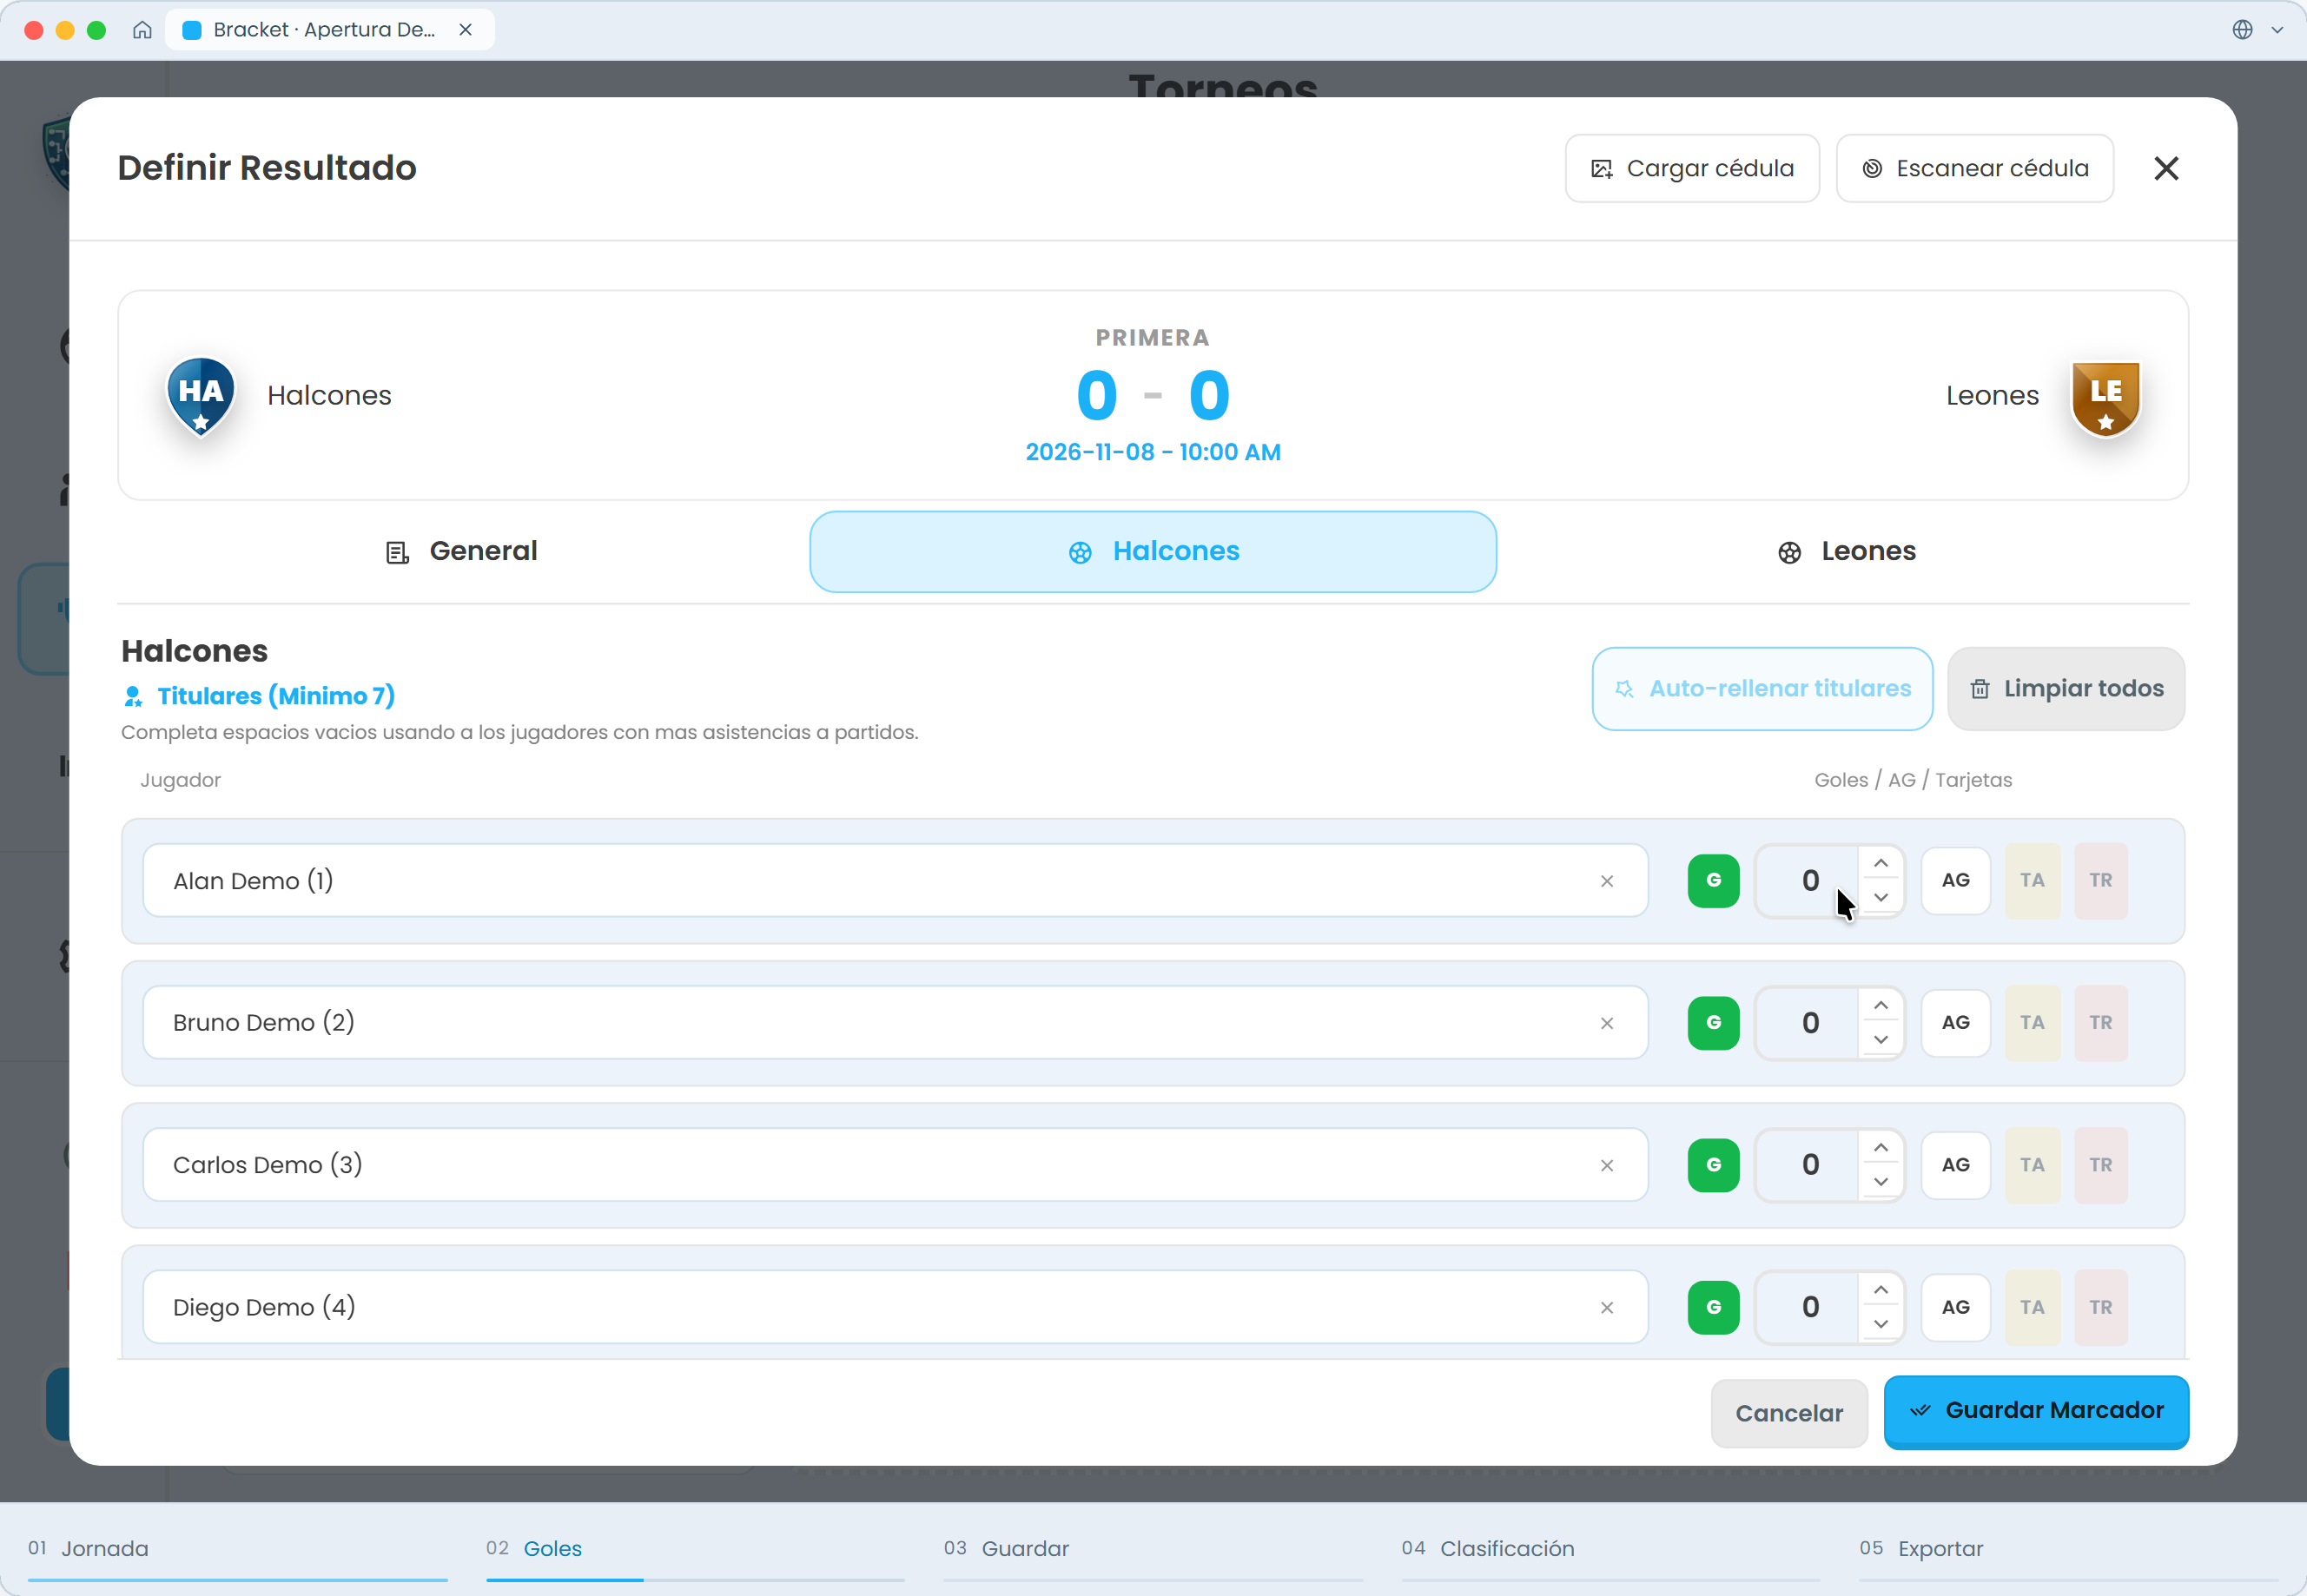 Bracket · Apertura De...
Torneos
Definir Resultado
Cargar cédula
Escanear cédula
PRIMERA
HA
Halcones
0 - 0
Leones
LE
2026-11-08 - 10:00 AM
General
Halcones
Leones
Halcones
Titulares (Minimo 7)
Auto-rellenar titulares
Limpiar todos
Completa espacios vacios usando a los jugadores con mas asistencias a partidos.
Jugador
Goles / AG / Tarjetas
Alan Demo (1)
G
0
AG
TA
TR
Bruno Demo (2)
G
0
AG
TA
TR
Carlos Demo (3)
G
0
AG
TA
TR
Diego Demo (4)
G
0
AG
TA
TR
Cancelar
Guardar Marcador
01 Jornada
02 Goles
03 Guardar
04 Clasificación
05 Exportar